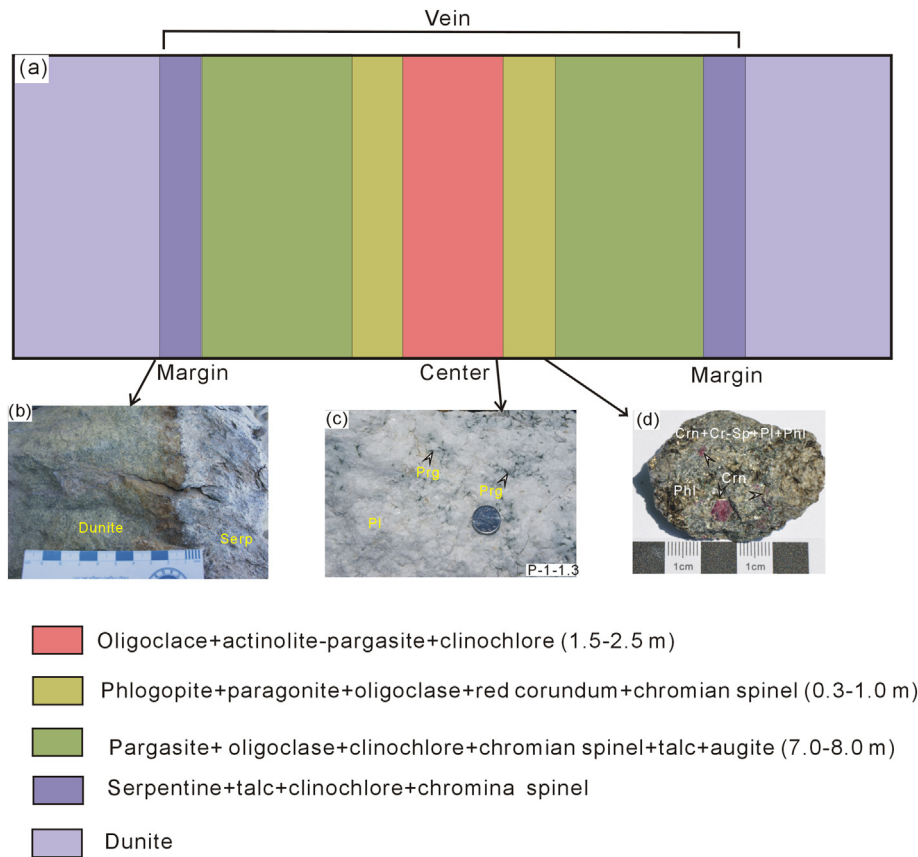 Vein
(a)
Margin
Center
Margin
(b)
Dunite
Serp
(c)
Prg
Prg
Pl
P-1-1.3
(d)
Crn+Cr-Sp+Pl+Phl
Crn
Phl
1cm
1cm
Oligoclace+actinolite-pargasite+clinochlore (1.5-2.5 m)
Phlogopite+paragonite+oligoclase+red corundum+chromian spinel (0.3-1.0 m)
Pargasite+ oligoclase+clinochlore+chromian spinel+talc+augite (7.0-8.0 m)
Serpentine+talc+clinochlore+chromina spinel
Dunite